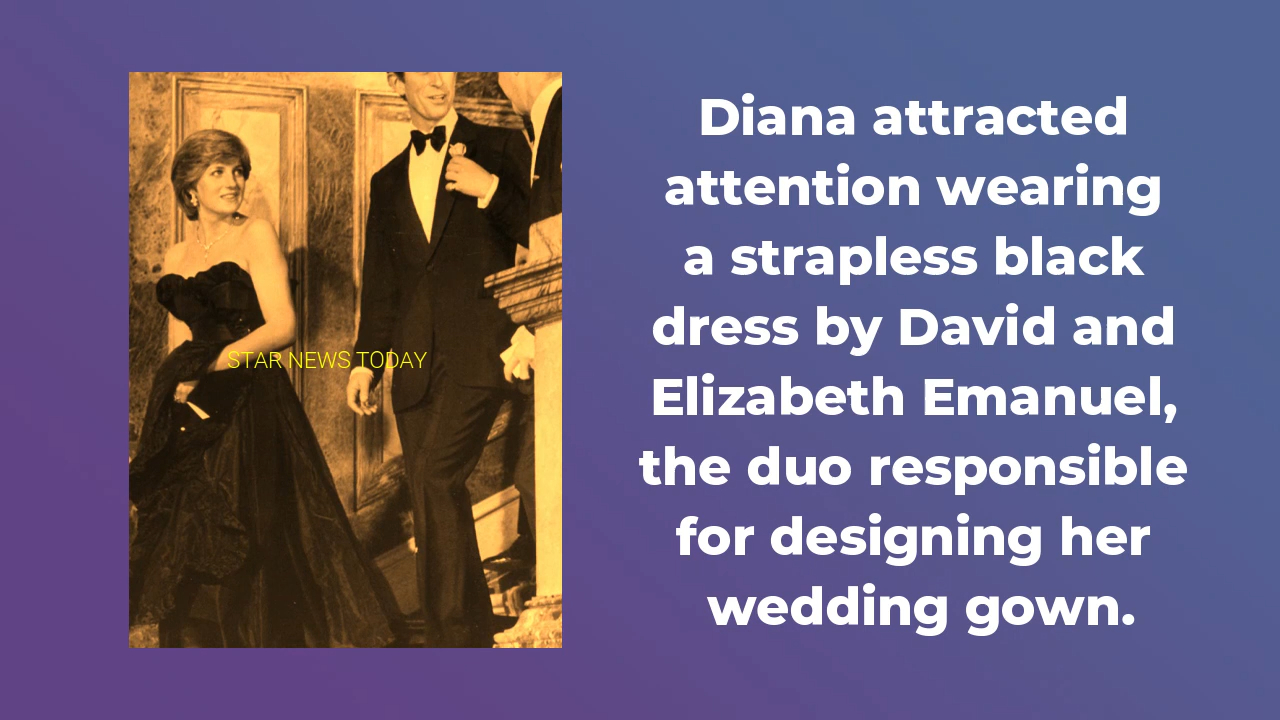 STAR NEWS TODAY
Diana attracted
attention wearing
a strapless black
dress by David and
Elizabeth Emanuel,
the duo responsible
for designing her
wedding gown.